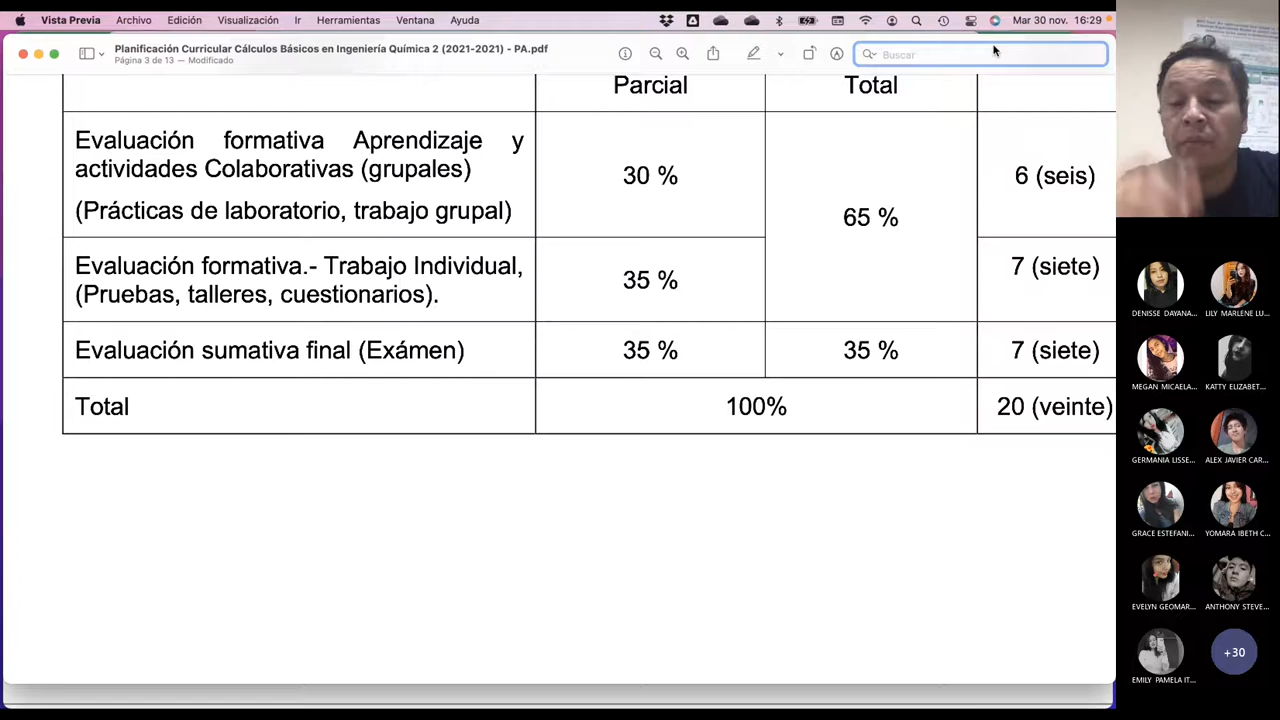 Vista Previa Archivo Edición Visualización Ir Herramientas Ventana Ayuda Mar 30 nov. 16:29
Planificación Curricular Cálculos Básicos en Ingeniería Química 2 (2021-2021) - PA.pdf
Página 3 de 13 — Modificado
Buscar
Parcial Total
Evaluación formativa Aprendizaje y
actividades Colaborativas (grupales)
(Prácticas de laboratorio, trabajo grupal)
30 %
65 %
6 (seis)
Evaluación formativa.- Trabajo Individual,
(Pruebas, talleres, cuestionarios).
35 %
7 (siete)
Evaluación sumativa final (Exámen) 35 % 35 % 7 (siete)
Total 100% 20 (veinte)
DENISSE DAYANA... LILY MARLENE LU...
MEGAN MICAELA... KATTY ELIZABET...
GERMANIA LISSE... ALEX JAVIER CAR...
GRACE ESTEFANI... YOMARA IBETH C...
EVELYN GEOMAR... ANTHONY STEVE...
EMILY PAMELA IT... +30